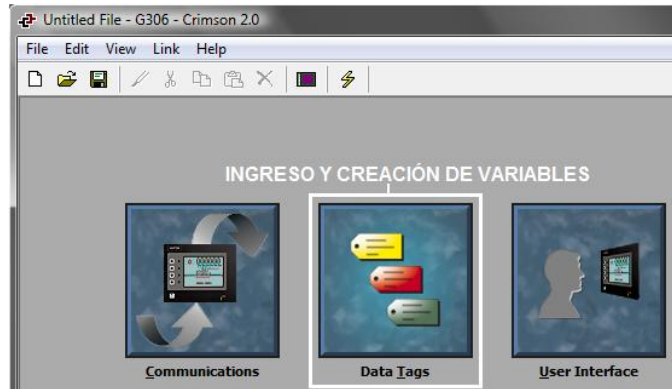 Untitled File - G306 - Crimson 2.0
File Edit View Link Help
INGRESO Y CREACIÓN DE VARIABLES
Communications Data Tags User Interface